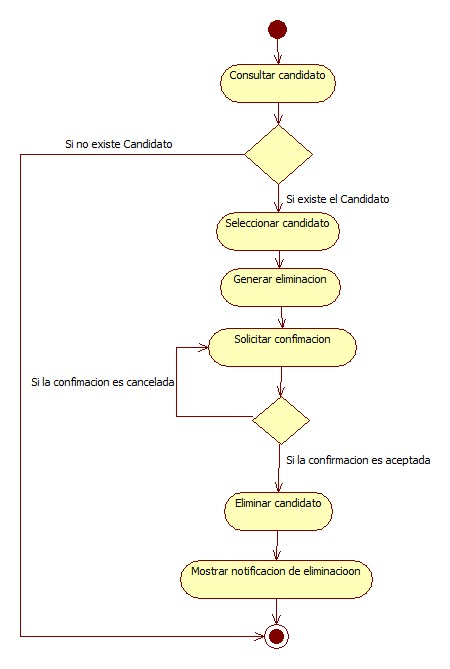 Consultar candidato
Si no existe Candidato
Si existe el Candidato
Seleccionar candidato
Generar eliminacion
Solicitar confimacion
Si la confimacion es cancelada
Si la confirmacion es aceptada
Eliminar candidato
Mostrar notificacion de eliminacioon